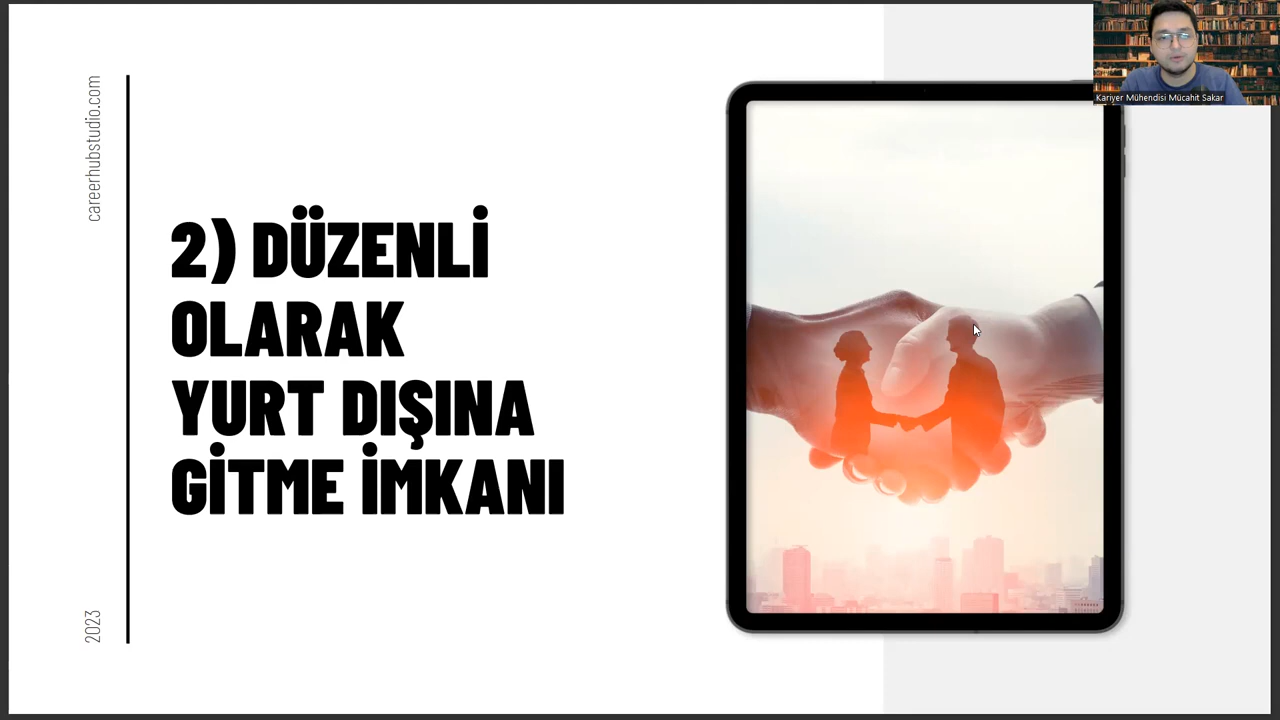 careerhubstudio.com
2) DÜZENLİ
OLARAK
YURT DIŞINA
GİTME İMKANI
2023
Kariyer Mühendisi Mücahit Sakar